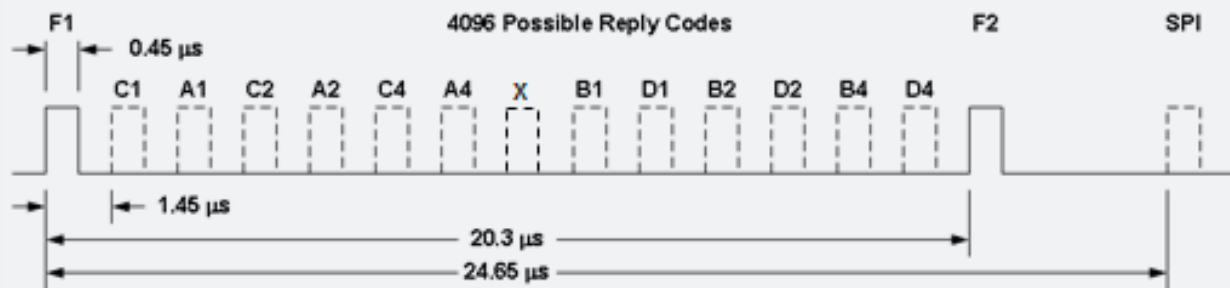 F1 4096 Possible Reply Codes F2 SPI
0.45 µs
C1 A1 C2 A2 C4 A4 X B1 D1 B2 D2 B4 D4
1.45 µs
20.3 µs
24.65 µs